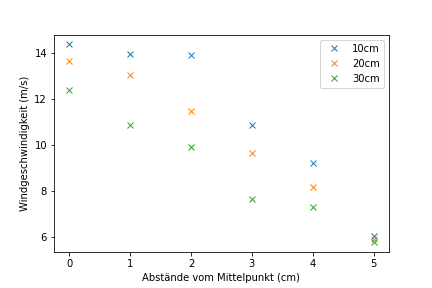 14
12
10
8
6
Windgeschwindigkeit (m/s)
10cm
20cm
30cm
0 1 2 3 4 5
Abstände vom Mittelpunkt (cm)